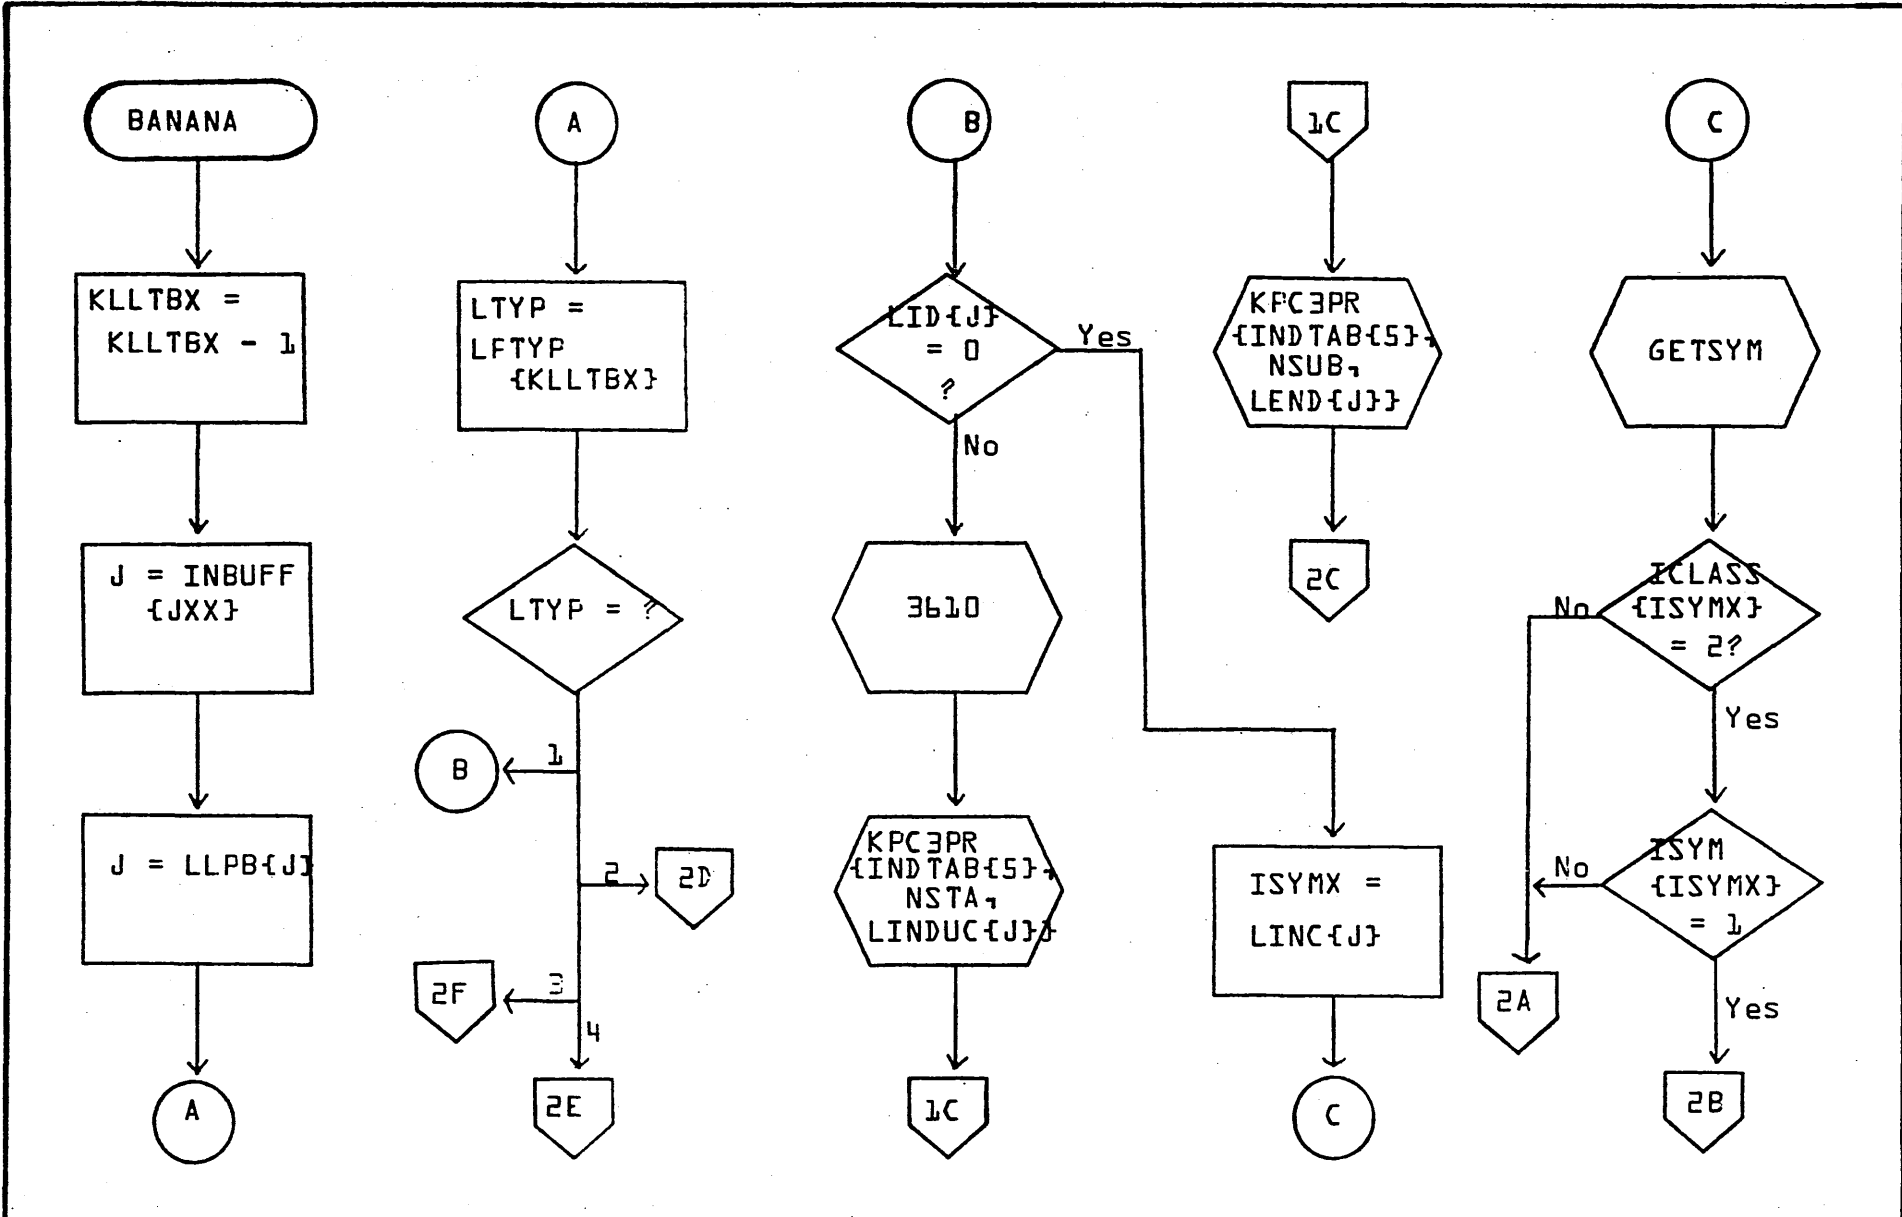 BANANA
KLLTBX =
KLLTBX - 1
J = INBUFF
{JXX}
J = LLPB{J}
A
A
LTYP =
LFTYP
{KLLTBX}
LTYP = ?
1
B
2
2D
3
2F
4
2E
B
LID{J}
= 0
?
Yes
No
3610
KPC3PR
{INDTAB{5},
NSTA,
LINDUC{J}}
1C
1C
KPC3PR
{INDTAB{5},
NSUB,
LEND{J}}
2C
ISYMX =
LINC{J}
C
C
GETSYM
ICLASS
{ISYMX}
= 2?
No
Yes
ISYM
{ISYMX}
= 1
No
2A
Yes
2B